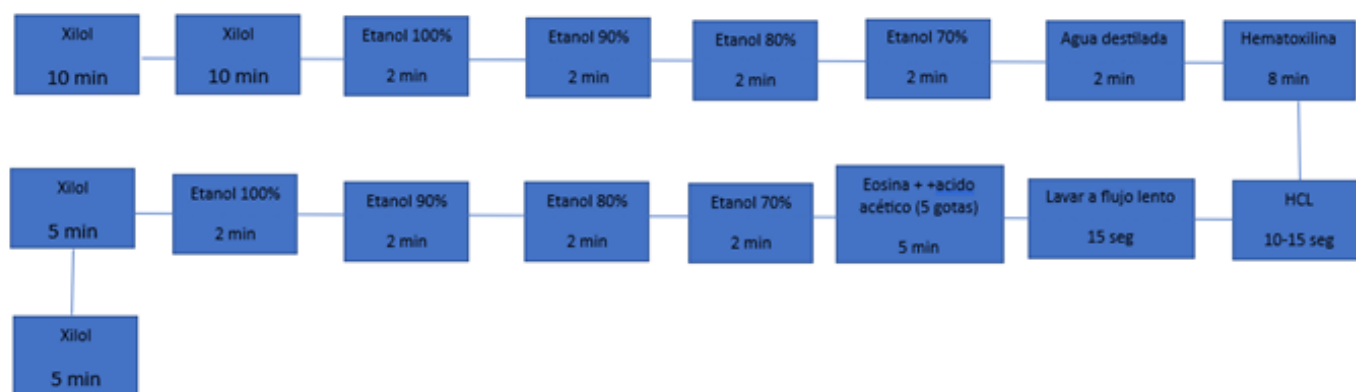 Xilol
10 min
Xilol
10 min
Etanol 100%
2 min
Etanol 90%
2 min
Etanol 80%
2 min
Etanol 70%
2 min
Agua destilada
2 min
Hematoxilina
8 min
HCL
10-15 seg
Lavar a flujo lento
15 seg
Eosina + +acido
acético (5 gotas)
5 min
Etanol 70%
2 min
Etanol 80%
2 min
Etanol 90%
2 min
Etanol 100%
2 min
Xilol
5 min
Xilol
5 min